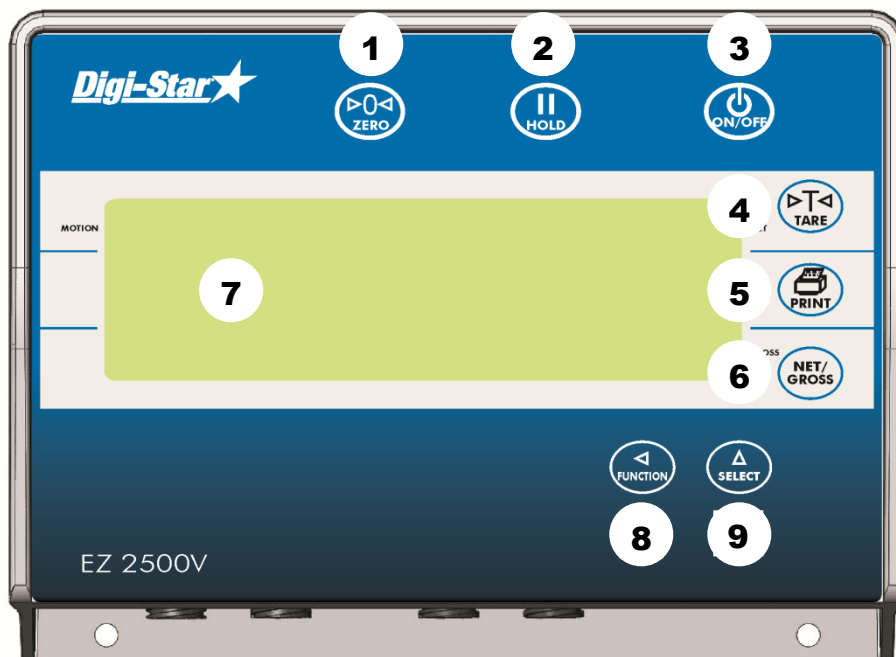 1 2 3
Digi-Star
0
ZERO
HOLD
ON/OFF
4
T
TARE
MOTION
7
5
PRINT
6
NET/
GROSS
FUNCTION
SELECT
8 9
EZ 2500V